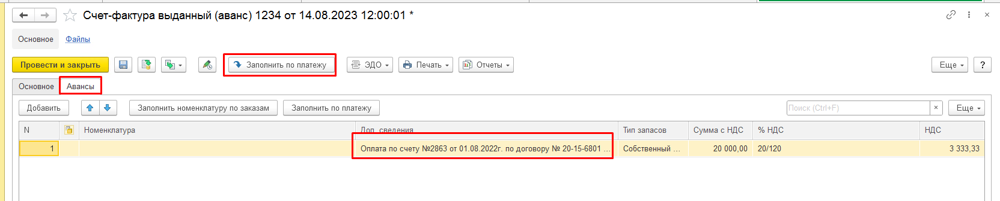 Счет-фактура выданный (аванс) 1234 от 14.08.2023 12:00:01 *
Основное Файлы
Провести и закрыть Заполнить по платежу ЭДО Печать Отчеты Еще ?
Основное Авансы
Добавить Заполнить номенклатуру по заказам Заполнить по платежу Поиск (Ctrl+F) × Еще
N Номенклатура Доп. сведения Тип запасов Сумма с НДС % НДС НДС
1 Оплата по счету №2863 от 01.08.2022г. по договору № 20-15-6801 ... Собственный ... 20 000,00 20/120 3 333,33